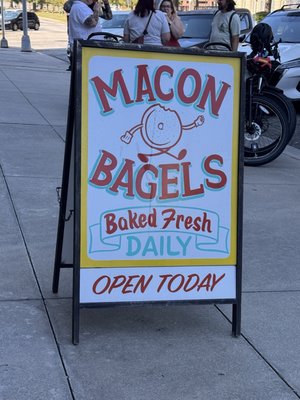 MACON
BAGELS
Baked Fresh
DAILY
OPEN TODAY